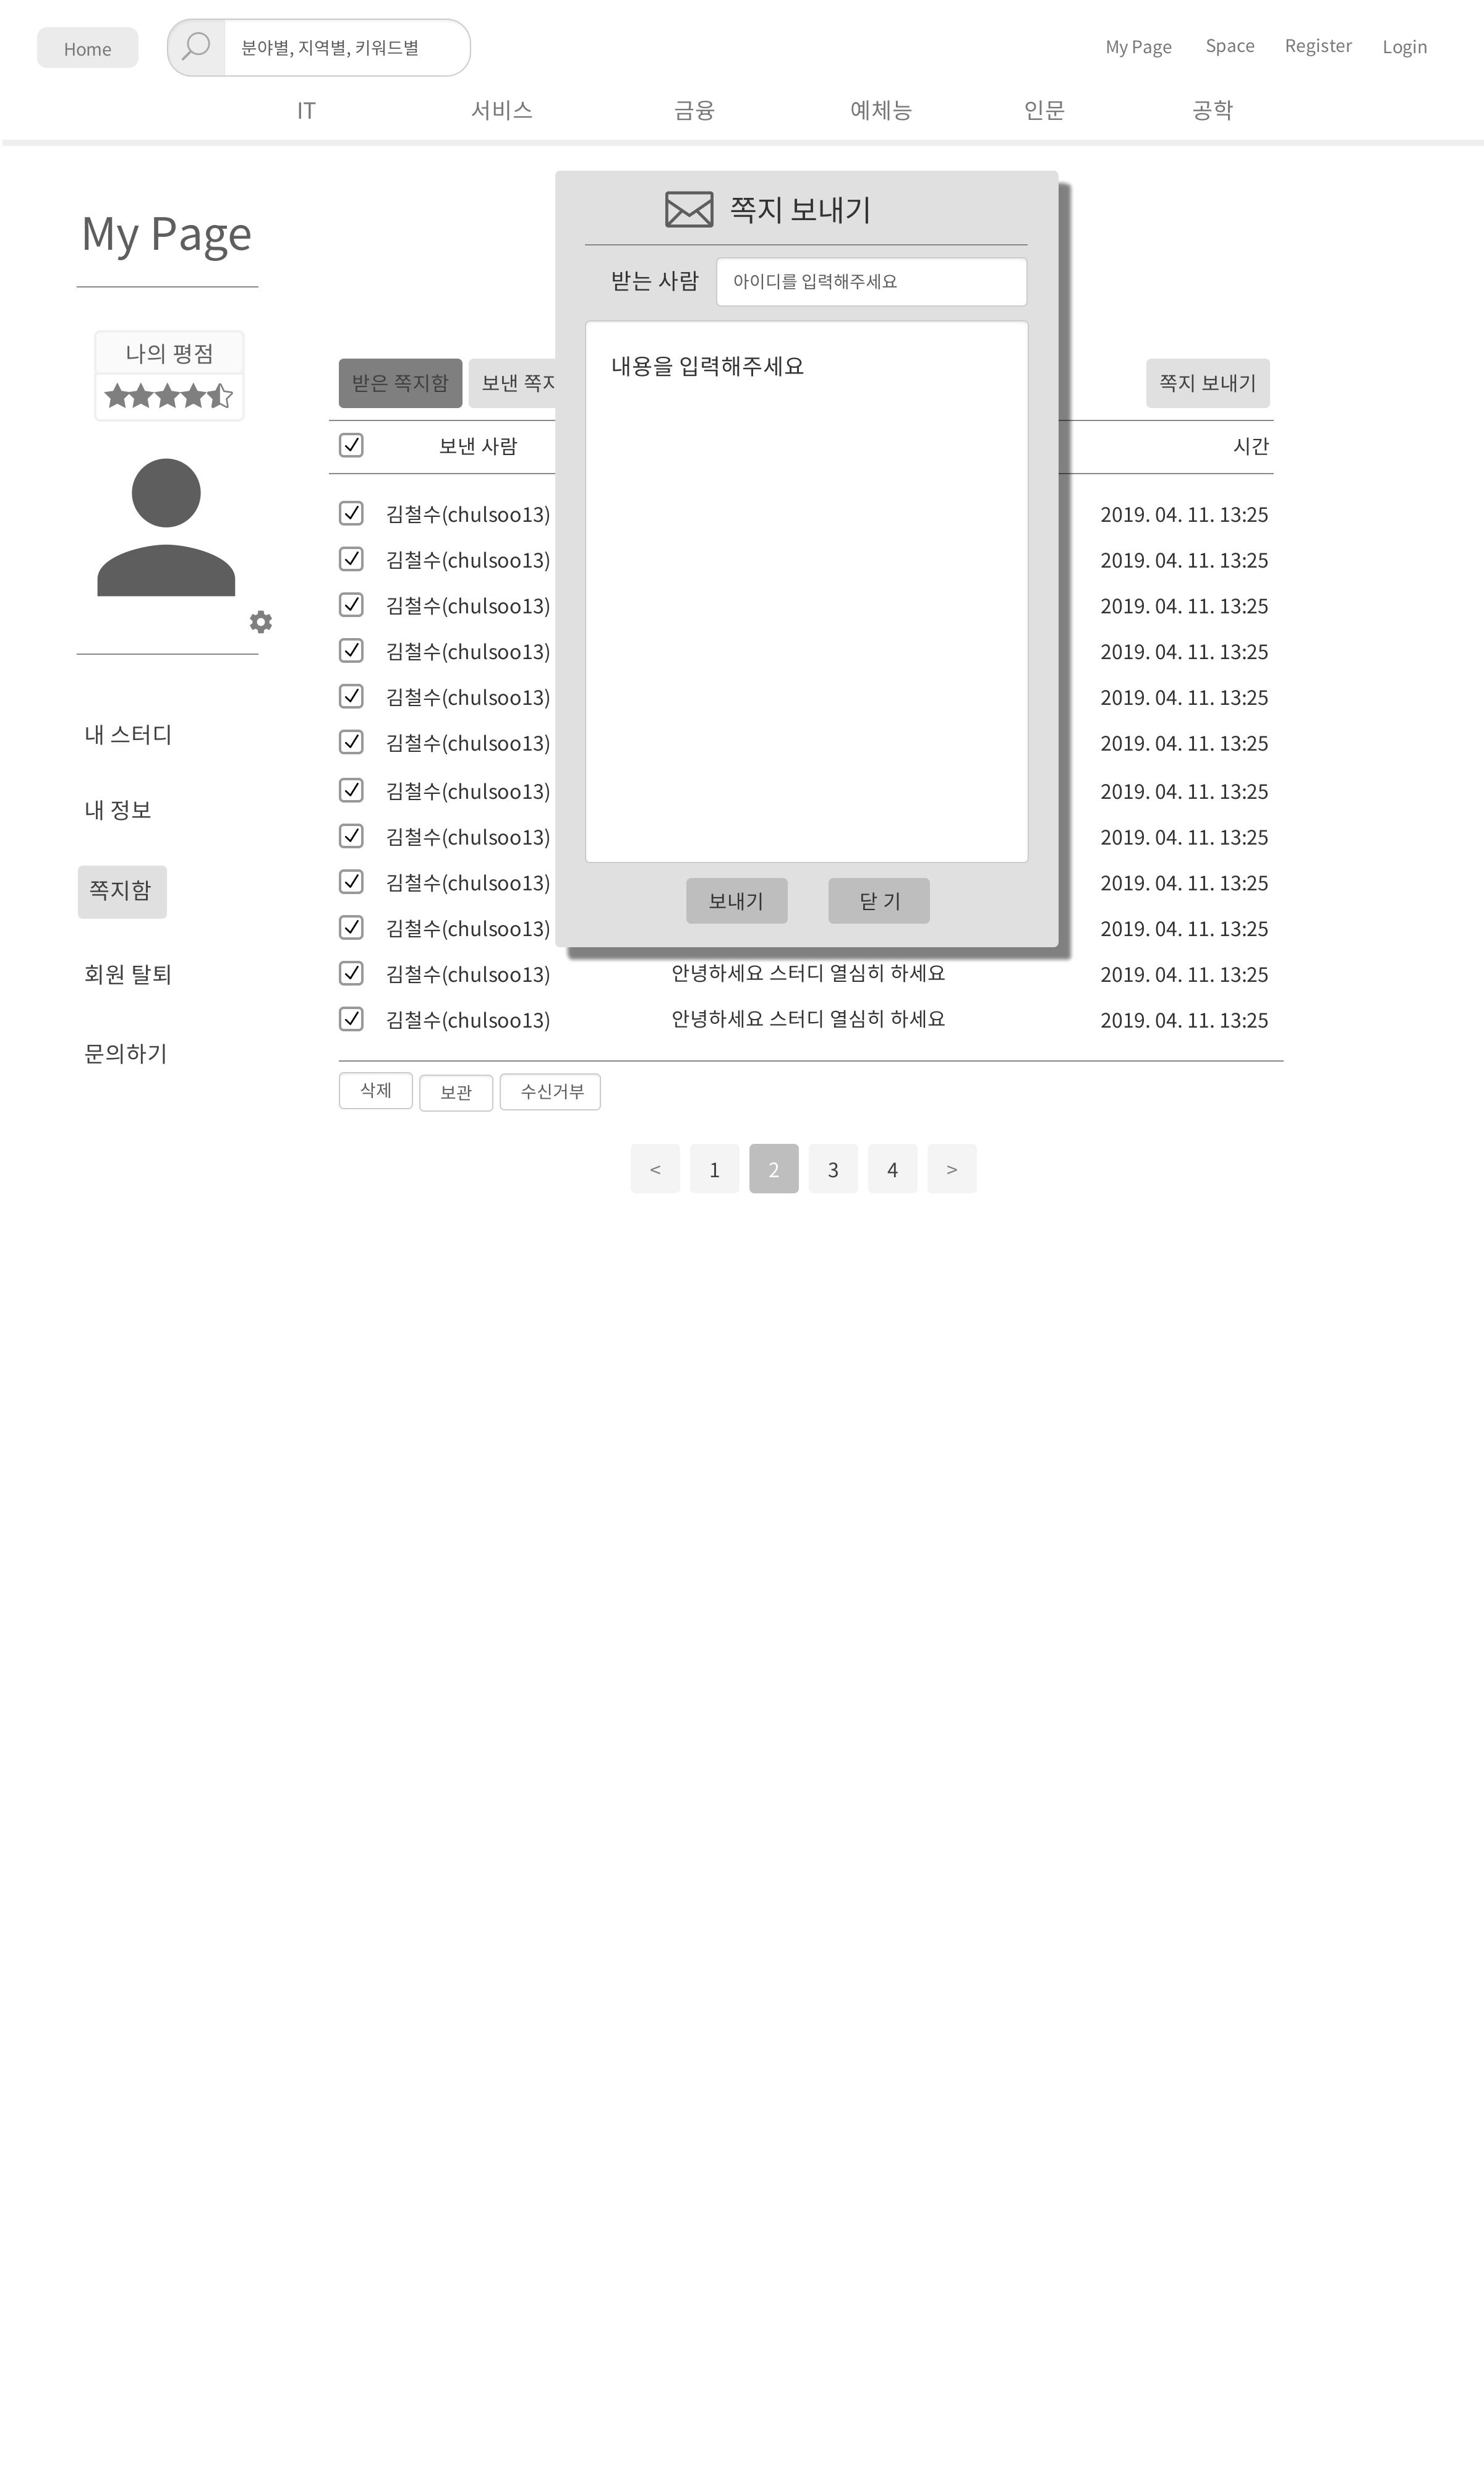 Home
분야별, 지역별, 키워드별
My Page Space Register Login
IT 서비스 금융 예체능 인문 공학
My Page
나의 평점
내 스터디
내 정보
쪽지함
회원 탈퇴
문의하기
쪽지 보내기
받는 사람 아이디를 입력해주세요
내용을 입력해주세요
보내기 닫 기
받은 쪽지함 보낸 쪽지 쪽지 보내기
보낸 사람 시간
김철수(chulsoo13) 2019. 04. 11. 13:25
김철수(chulsoo13) 2019. 04. 11. 13:25
김철수(chulsoo13) 2019. 04. 11. 13:25
김철수(chulsoo13) 2019. 04. 11. 13:25
김철수(chulsoo13) 2019. 04. 11. 13:25
김철수(chulsoo13) 2019. 04. 11. 13:25
김철수(chulsoo13) 2019. 04. 11. 13:25
김철수(chulsoo13) 2019. 04. 11. 13:25
김철수(chulsoo13) 2019. 04. 11. 13:25
김철수(chulsoo13) 2019. 04. 11. 13:25
김철수(chulsoo13) 안녕하세요 스터디 열심히 하세요 2019. 04. 11. 13:25
김철수(chulsoo13) 안녕하세요 스터디 열심히 하세요 2019. 04. 11. 13:25
삭제 보관 수신거부
< 1 2 3 4 >